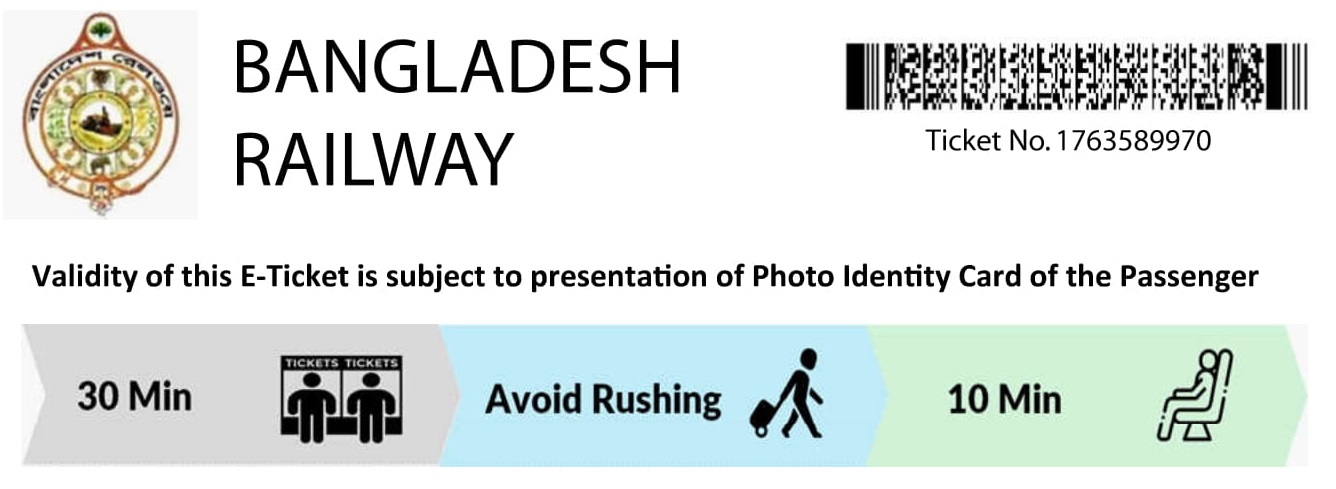 বাংলাদেশ রেলওয়ে
BANGLADESH
RAILWAY
Ticket No. 1763589970
Validity of this E-Ticket is subject to presentation of Photo Identity Card of the Passenger
30 Min
TICKETS TICKETS
Avoid Rushing
10 Min